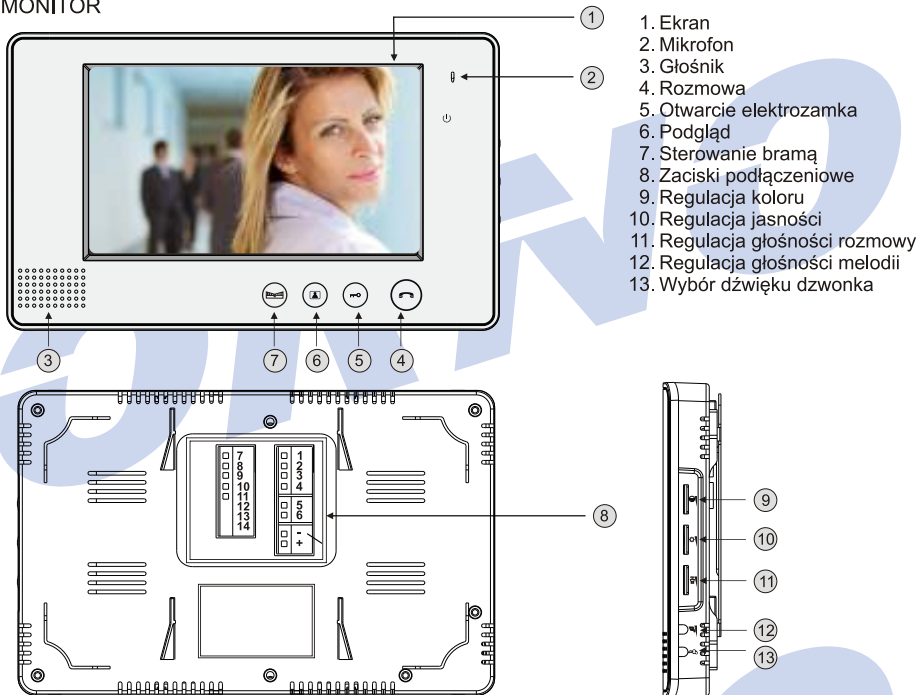 MONITOR
1
2
1. Ekran
2. Mikrofon
3. Głośnik
4. Rozmowa
5. Otwarcie elektrozamka
6. Podgląd
7. Sterowanie bramą
8. Zaciski podłączeniowe
9. Regulacja koloru
10. Regulacja jasności
11. Regulacja głośności rozmowy
12. Regulacja głośności melodii
13. Wybór dźwięku dzwonka
3
7
6
5
4
7
8
9
10
11
12
13
14
1
2
3
4
5
6
-
+
8
9
10
11
12
13
ORNO